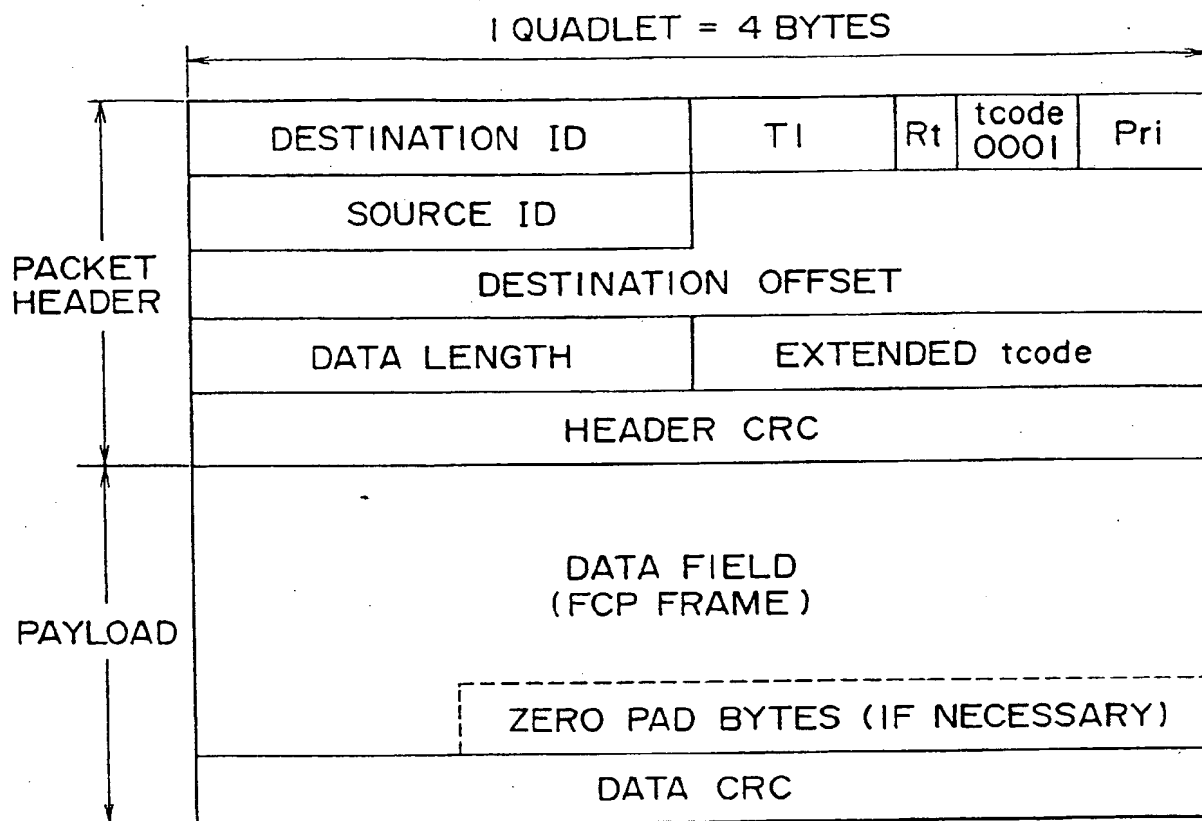 1 QUADLET = 4 BYTES
DESTINATION ID
T1
Rt
tcode
0001
Pri
SOURCE ID
PACKET
HEADER
DESTINATION OFFSET
DATA LENGTH
EXTENDED tcode
HEADER CRC
DATA FIELD
(FCP FRAME)
PAYLOAD
ZERO PAD BYTES (IF NECESSARY)
DATA CRC